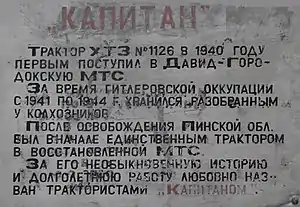 "КАПИТАН"
ТРАКТОР УТЗ №1126 В 1940 ГОДУ
ПЕРВЫМ ПОСТУПИЛ В ДАВИД-ГОРО-
ДОКСКУЮ МТС.
ЗА ВРЕМЯ ГИТЛЕРОВСКОЙ ОККУПАЦИИ
С 1941 ПО 1944 Г. ХРАНИЛСЯ РАЗОБРАННЫМ
У КОЛХОЗНИКОВ.
ПОСЛЕ ОСВОБОЖДЕНИЯ ПИНСКОЙ ОБЛ.
БЫЛ ВНАЧАЛЕ ЕДИНСТВЕННЫМ ТРАКТОРОМ
В ВОССТАНОВЛЕННОЙ МТС.
ЗА ЕГО НЕОБЫКНОВЕННУЮ ИСТОРИЮ
И ДОЛГОЛЕТНЮЮ РАБОТУ ЛЮБОВНО НАЗ-
ВАН ТРАКТОРИСТАМИ „КАПИТАНОМ"